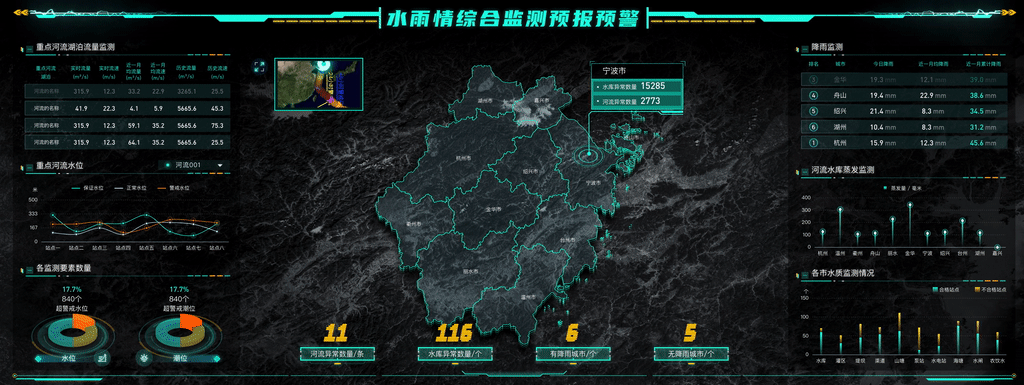 水雨情综合监测预报预警
重点河流湖泊流量监测
重点河流湖泊 实时流量(m³/s) 实时流速(m/s) 近一月均流量(m³/s) 近一月均流速(m/s) 历史流量(m³/s) 历史流速(m/s)
河流的名称 315.9 12.3 33.2 22.9 3265.1 25.5
河流的名称 41.9 22.3 4.1 5.9 5665.6 45.3
河流的名称 315.9 12.3 59.1 35.2 5665.6 75.3
河流的名称 315.9 12.3 64.1 35.2 5665.6 25.5
重点河流水位
河流001
米 保证水位 正常水位 警戒水位
500
333
167
0
站点一 站点二 站点三 站点四 站点五 站点六 站点七 站点八
各监测要素数量
17.7%
840个
超警戒水位
水位
17.7%
840个
超警戒潮位
潮位
宁波市
水库异常数量 15285
河流异常数量 2773
湖州市
嘉兴市
杭州市
绍兴市
舟山市
宁波市
衢州市
金华市
台州市
丽水市
温州市
11
河流异常数量/条
116
水库异常数量/个
6
有降雨城市/个
5
无降雨城市/个
降雨监测
排名 城市 今日降雨 近一月均降雨 近一月累计降雨
③ 金华 19.3 mm 12.1 mm 39.0 mm
④ 舟山 19.4 mm 22.9 mm 38.6 mm
⑤ 绍兴 21.4 mm 8.3 mm 34.5 mm
⑥ 湖州 10.4 mm 8.3 mm 31.2 mm
① 杭州 15.9 mm 12.3 mm 45.6 mm
河流水库蒸发监测
蒸发量 / 毫米
400
300
200
100
0
杭州 温州 衢州 舟山 丽水 金华 宁波 绍兴 台州 湖州 嘉兴
各市水质监测情况
个 合格站点 不合格站点
150
100
50
0
水库 灌区 堤坝 渠道 山塘 泵站 水电站 海塘 水闸 农饮水